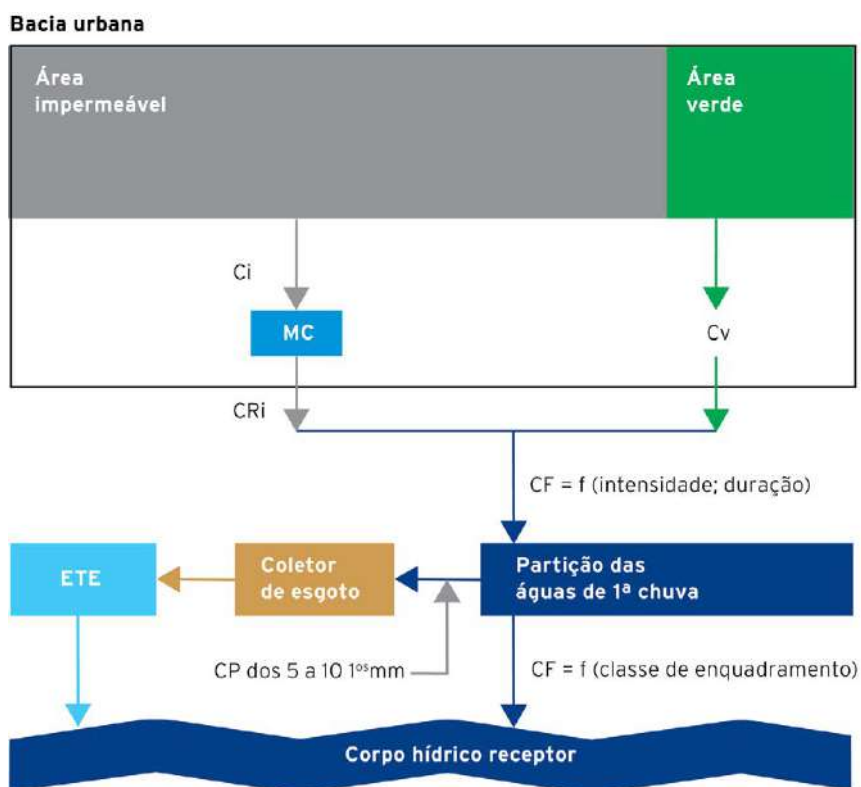 Bacia urbana
Área
impermeável
Área
verde
Ci
MC
Cv
CRi
CF = f (intensidade; duração)
ETE
Coletor
de esgoto
Partição das
águas de 1ª chuva
CP dos 5 a 10 1ºˢmm
CF = f (classe de enquadramento)
Corpo hídrico receptor